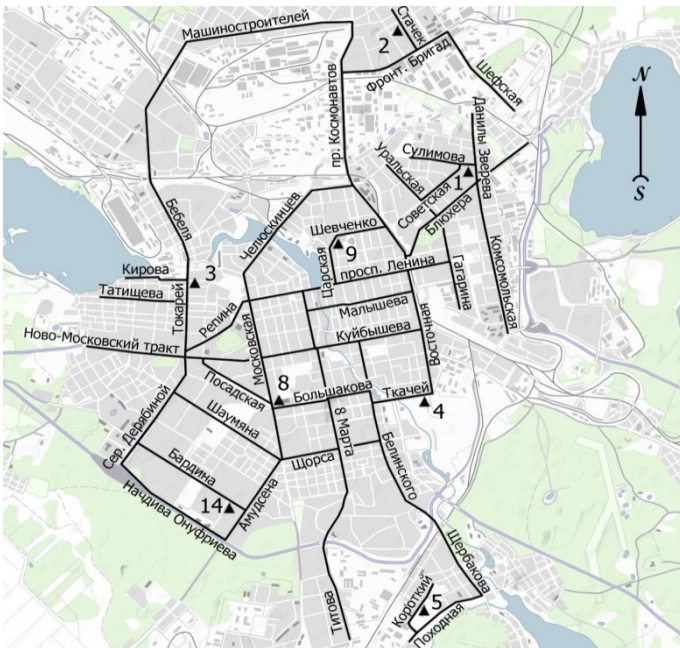 Машиностроителей
2
Стачек
Фронт. Бригад
Шефская
N
S
пр. Космонавтов
Данилы Зверева
Сулимова
Уральская
1
Советская
Блюхера
Бебеля
Челюскинцев
Шевченко
9
Царская
просп. Ленина
Гагарина
Комсомольская
Кирова
3
Татищева
Токарей
Репина
Малышева
Куйбышева
Восточная
Ново-Московский тракт
Московская
Посадская
8
Большакова
Ткачей
4
Шаумяна
8 Марта
Сер. Дерябиной
Бардина
Щорса
Белинского
14
Амудсена
Начдива Онуфриева
Титова
Щербакова
Короткий
5
Походная